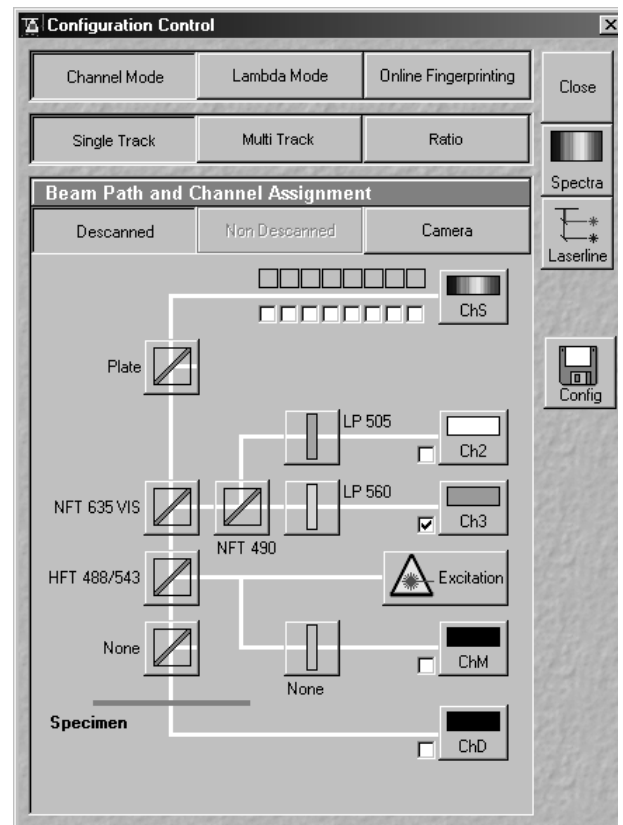 Configuration Control
Channel Mode Lambda Mode Online Fingerprinting
Close
Single Track Multi Track Ratio
Spectra
Beam Path and Channel Assignment
Descanned Non Descanned Camera
Laserline
ChS
Plate
Config
LP 505
Ch2
LP 560
NFT 635 VIS
Ch3
NFT 490
HFT 488/543
Excitation
None
ChM
None
Specimen
ChD